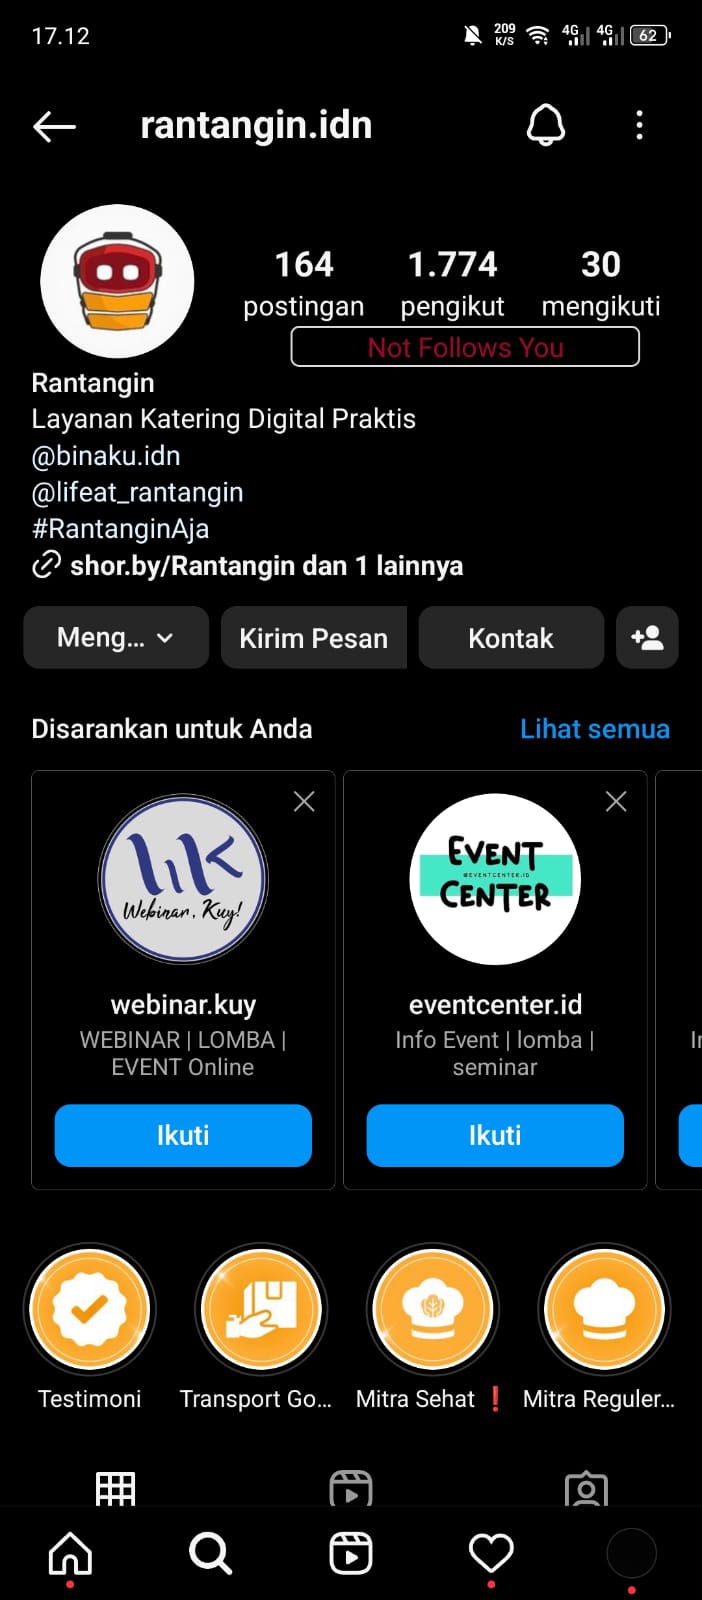 17.12
209
K/S
4G
4G
62
rantangin.idn
164
1.774
30
postingan
pengikut
mengikuti
Not Follows You
Rantangin
Layanan Katering Digital Praktis
@binaku.idn
@lifeat_rantangin
#RantanginAja
shor.by/Rantangin dan 1 lainnya
Meng...
Kirim Pesan
Kontak
Disarankan untuk Anda
Lihat semua
Webinar, Kuy!
EVENT
@EVENTCENTER.ID
CENTER
webinar.kuy
WEBINAR | LOMBA |
EVENT Online
Ikuti
eventcenter.id
Info Event | lomba |
seminar
Ikuti
Testimoni
Transport Go...
Mitra Sehat ❗
Mitra Reguler...